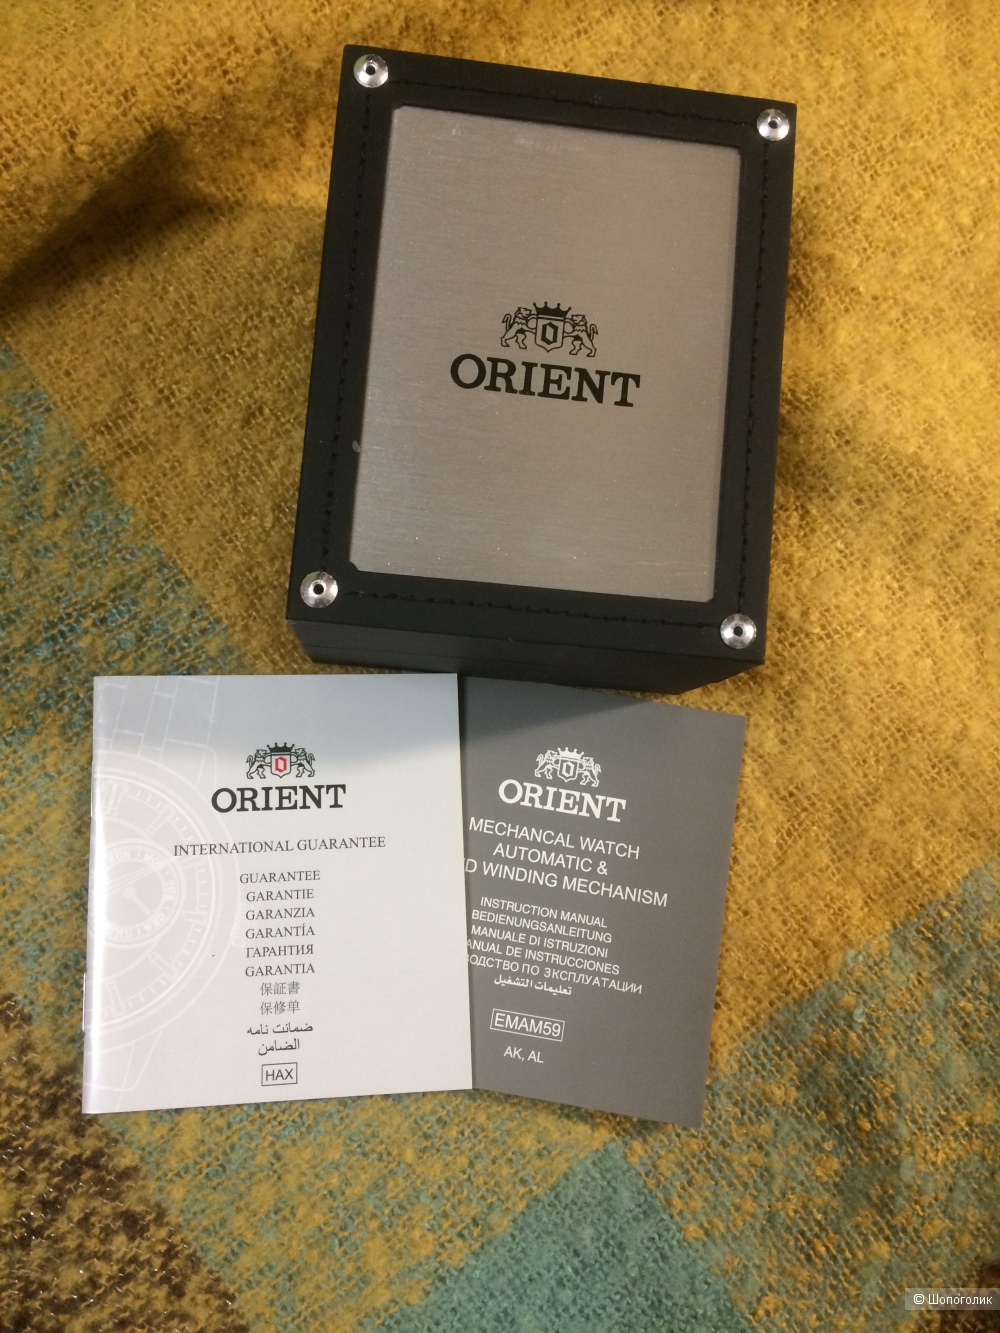 ORIENT
ORIENT
INTERNATIONAL GUARANTEE
GUARANTEE
GARANTIE
GARANZIA
GARANTÍA
ГАРАНТИЯ
GARANTIA
保証書
保修单
ضمانت نامه
الضامن
HAX
ORIENT
MECHANCAL WATCH
AUTOMATIC &
D WINDING MECHANISM
INSTRUCTION MANUAL
BEDIENUNGSANLEITUNG
MANUALE DI ISTRUZIONI
ANUAL DE INSTRUCCIONES
ОДСТВО ПО ЭКСПЛУАТАЦИИ
تعليمات التشغيل
EMAM59
AK, AL
© Шопоголик